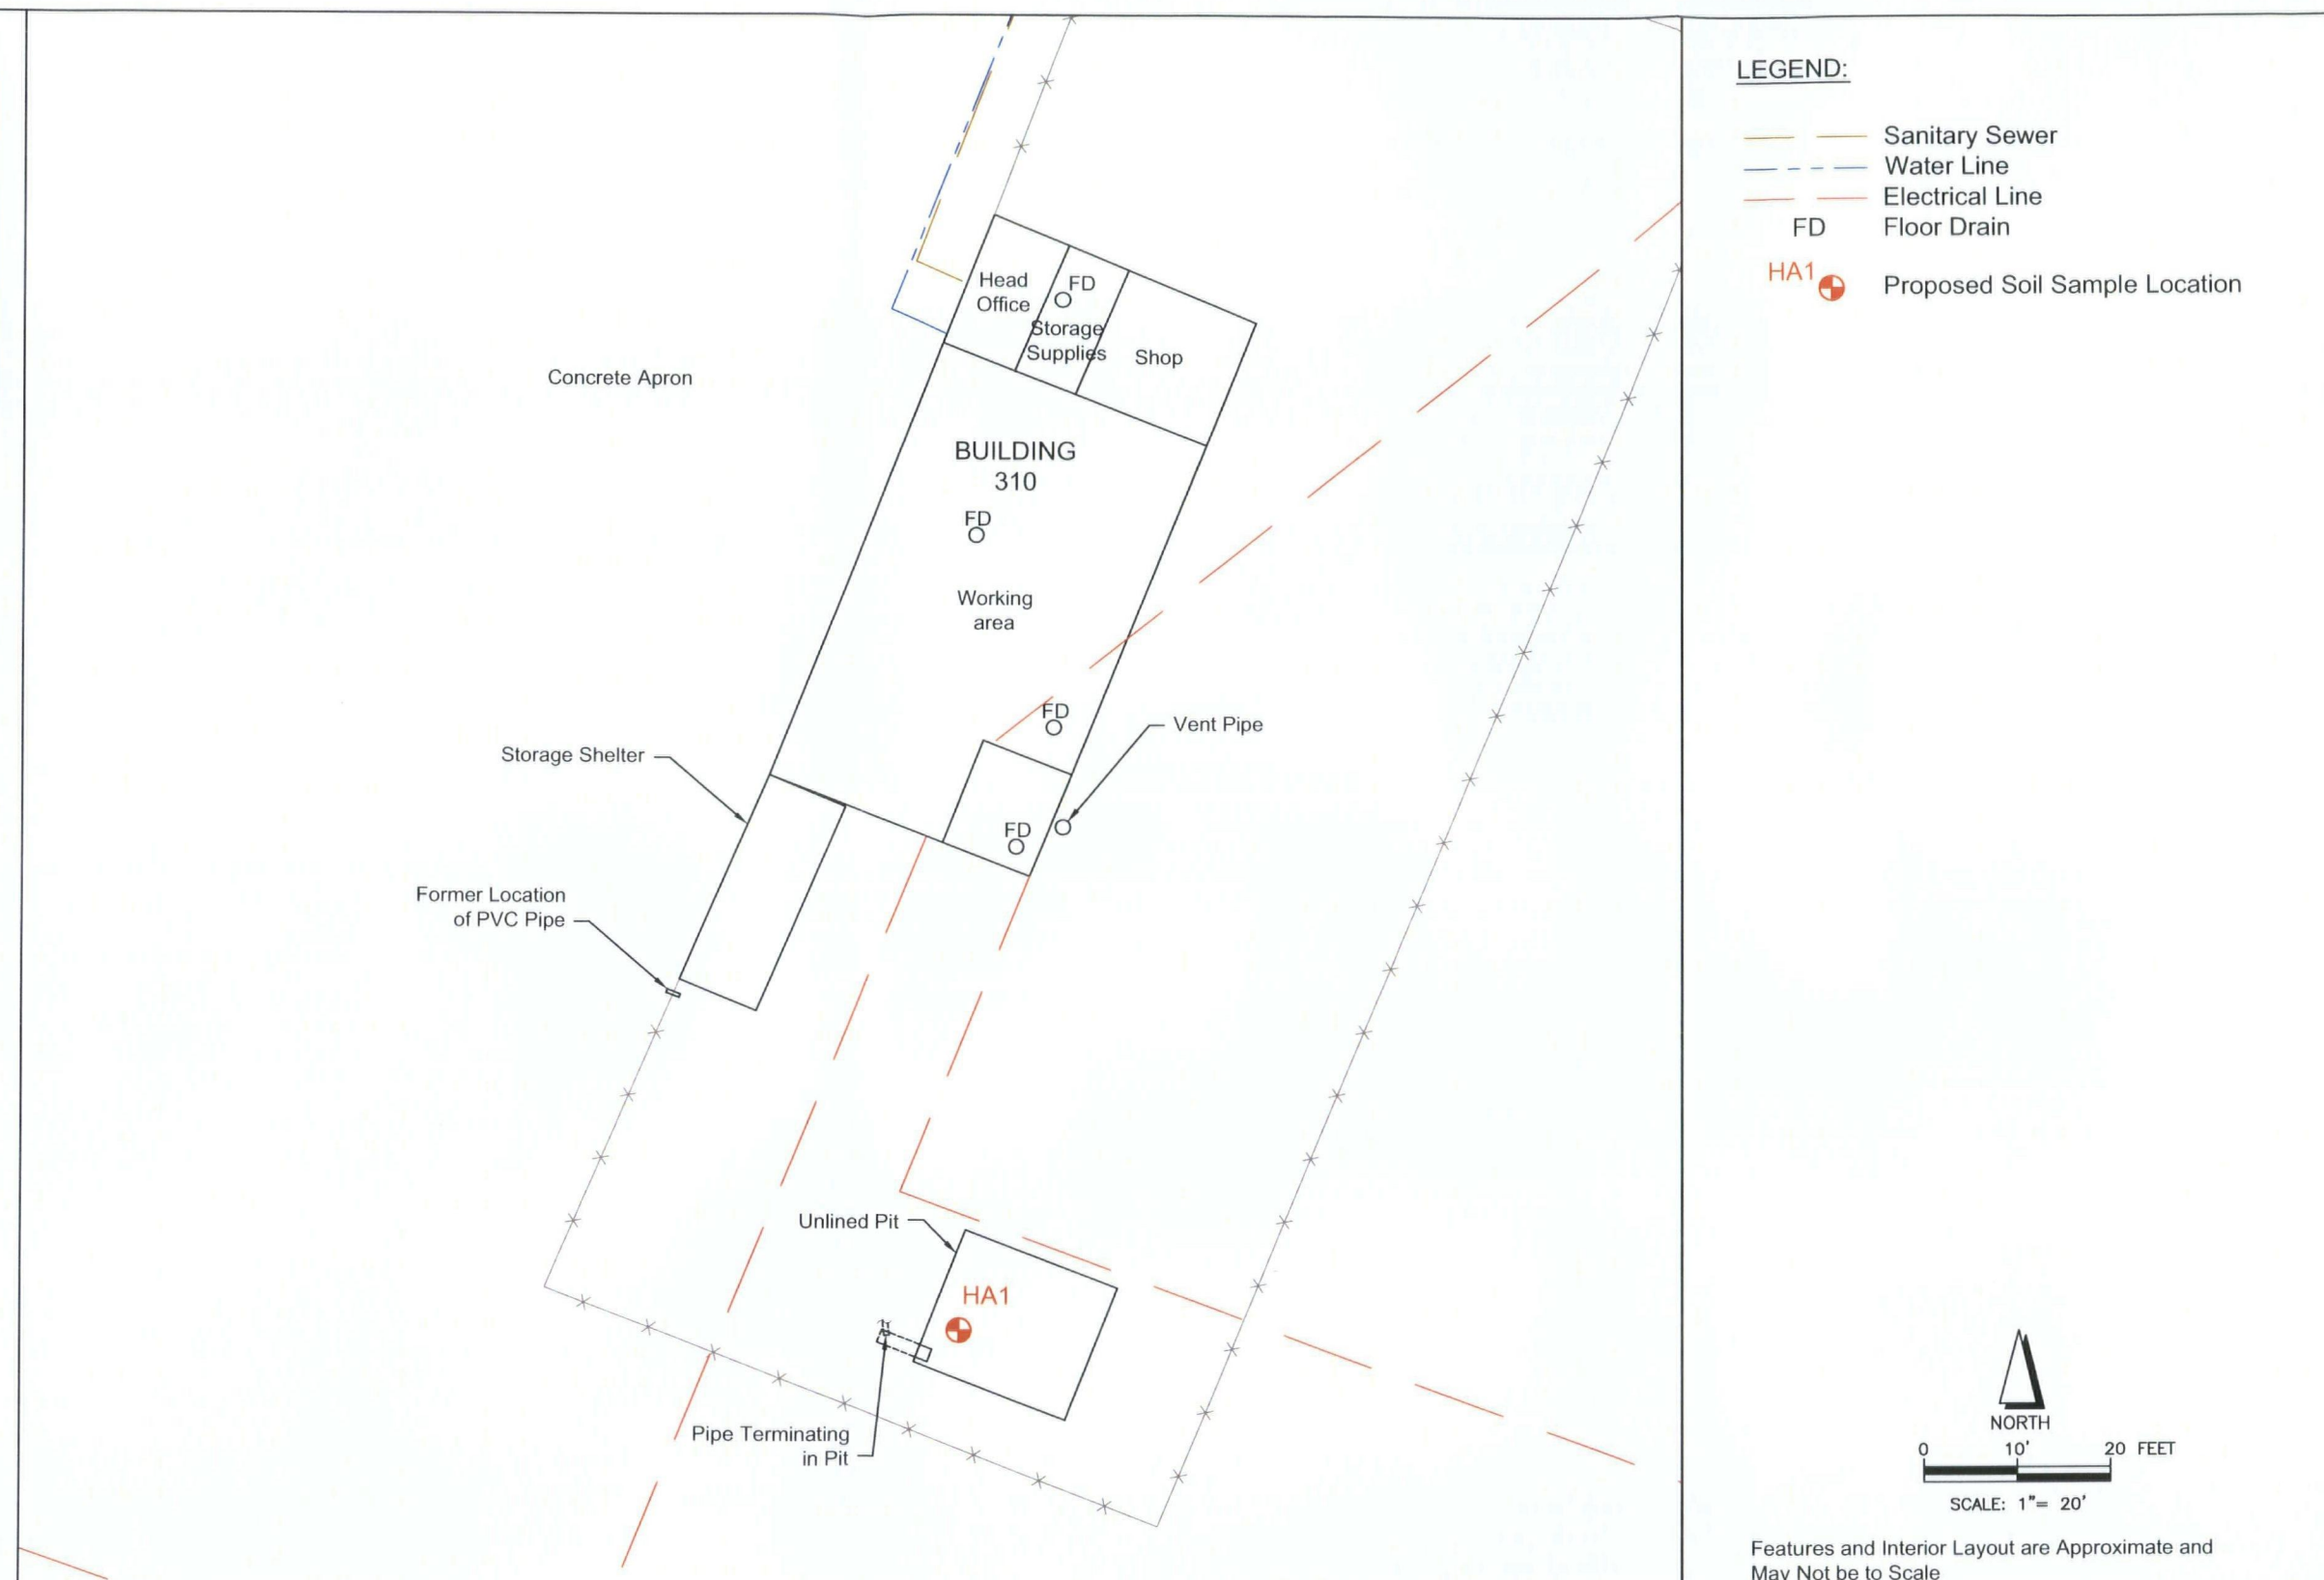 LEGEND:
Sanitary Sewer
Water Line
Electrical Line
FD Floor Drain
HA1 Proposed Soil Sample Location
Head
Office
FD
Storage
Supplies
Shop
Concrete Apron
BUILDING
310
FD
Working
area
FD
Vent Pipe
Storage Shelter
FD
Former Location
of PVC Pipe
Unlined Pit
HA1
Pipe Terminating
in Pit
NORTH
0 10' 20 FEET
SCALE: 1"= 20'
Features and Interior Layout are Approximate and
May Not be to Scale